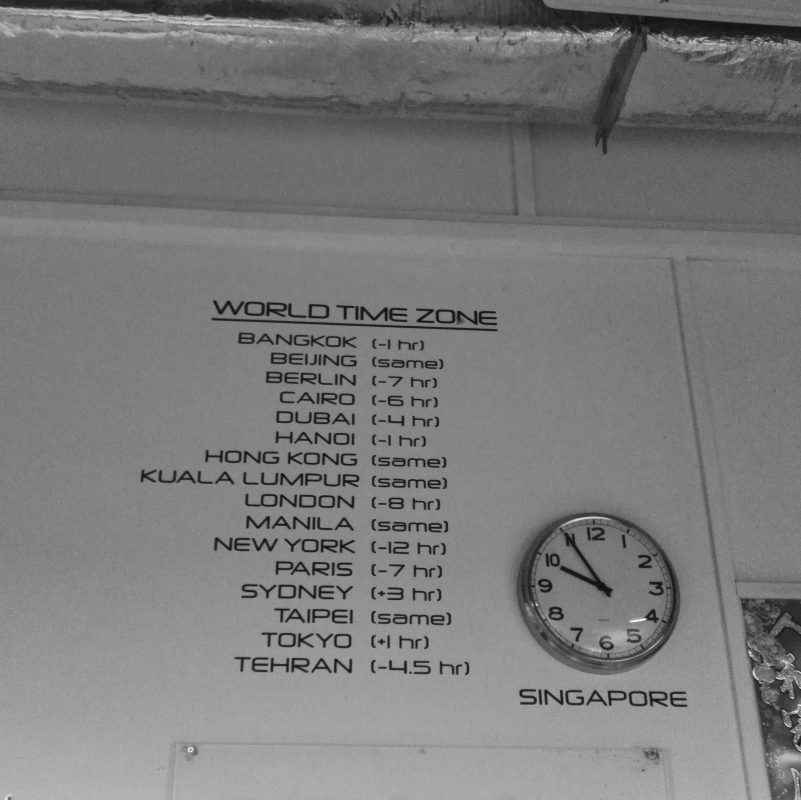 WORLD TIME ZONE
BANGKOK (-1 hr)
BEIJING (same)
BERLIN (-7 hr)
CAIRO (-6 hr)
DUBAI (-4 hr)
HANOI (-1 hr)
HONG KONG (same)
KUALA LUMPUR (same)
LONDON (-8 hr)
MANILA (same)
NEW YORK (-12 hr)
PARIS (-7 hr)
SYDNEY (+3 hr)
TAIPEI (same)
TOKYO (+1 hr)
TEHRAN (-4.5 hr)
12
1
2
3
4
5
6
7
8
9
10
11
SINGAPORE